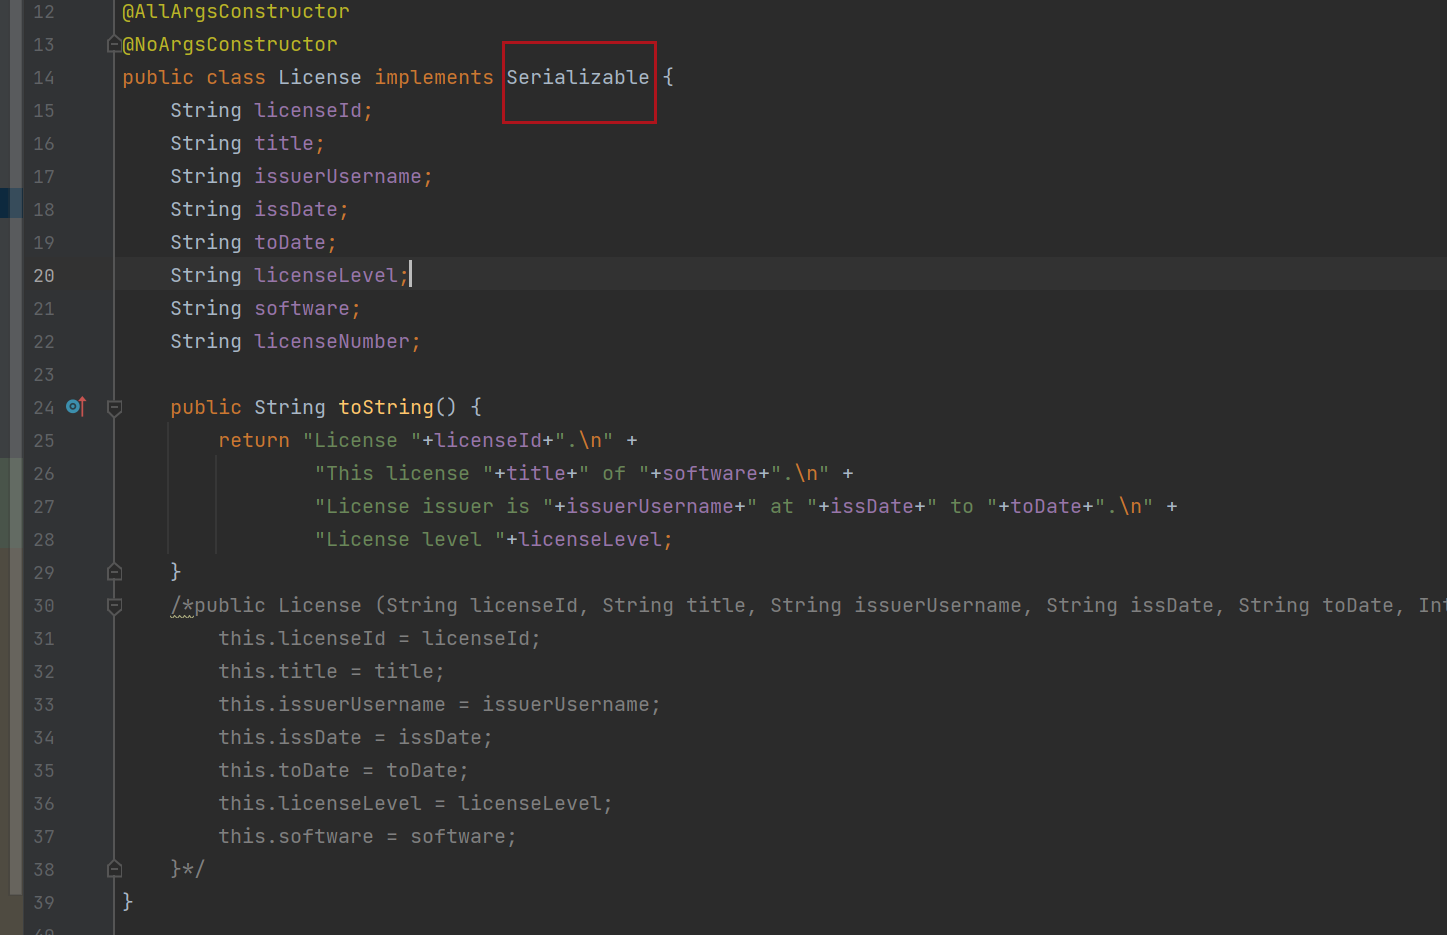 12 @AllArgsConstructor
13 @NoArgsConstructor
14 public class License implements Serializable {
15     String licenseId;
16     String title;
17     String issuerUsername;
18     String issDate;
19     String toDate;
20     String licenseLevel;
21     String software;
22     String licenseNumber;
23
24     public String toString() {
25         return "License "+licenseId+".\n" +
26                 "This license "+title+" of "+software+".\n" +
27                 "License issuer is "+issuerUsername+" at "+issDate+" to "+toDate+".\n" +
28                 "License level "+licenseLevel;
29     }
30     /*public License (String licenseId, String title, String issuerUsername, String issDate, String toDate, Int
31         this.licenseId = licenseId;
32         this.title = title;
33         this.issuerUsername = issuerUsername;
34         this.issDate = issDate;
35         this.toDate = toDate;
36         this.licenseLevel = licenseLevel;
37         this.software = software;
38     }*/
39 }
40